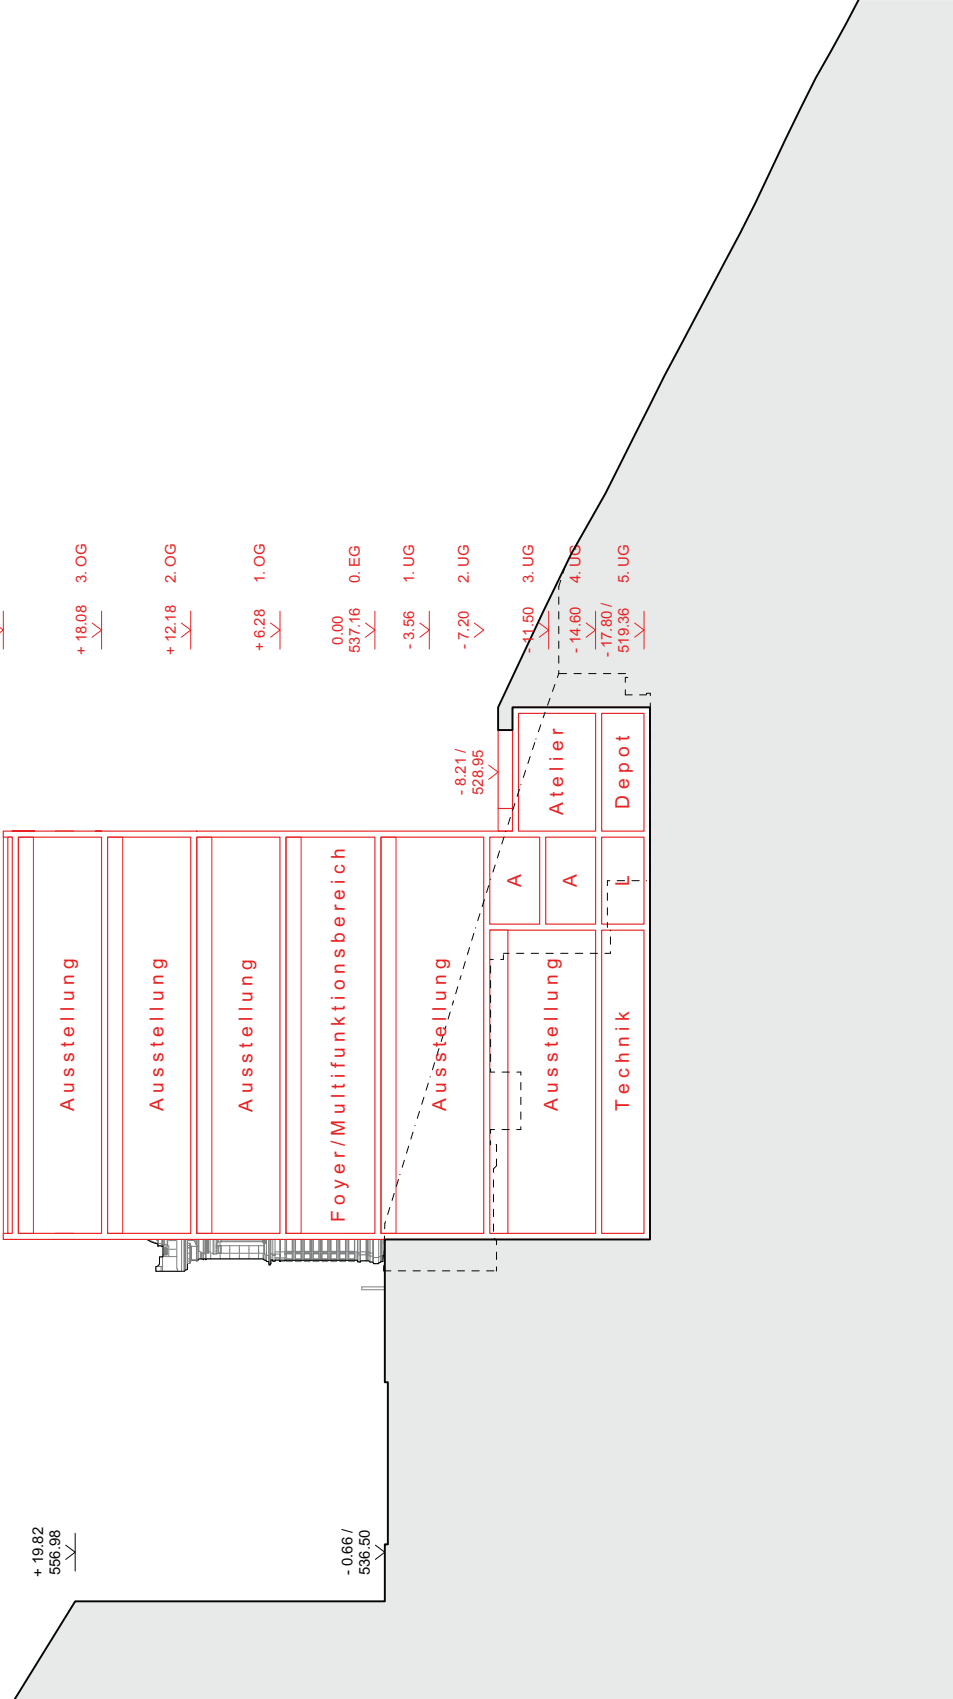 + 18.08
3. OG
+ 12.18
2. OG
+ 6.28
1. OG
0.00
537.16
0. EG
- 3.56
1. UG
- 7.20
2. UG
- 11.50
3. UG
- 14.60
4. UG
- 17.80 /
519.36
5. UG
- 8.21 /
528.95
Ausstellung
Ausstellung
Ausstellung
Foyer/Multifunktionsbereich
Ausstellung
A
Atelier
A
Ausstellung
Depot
L
Technik
+ 19.82
556.98
- 0.66 /
536.50